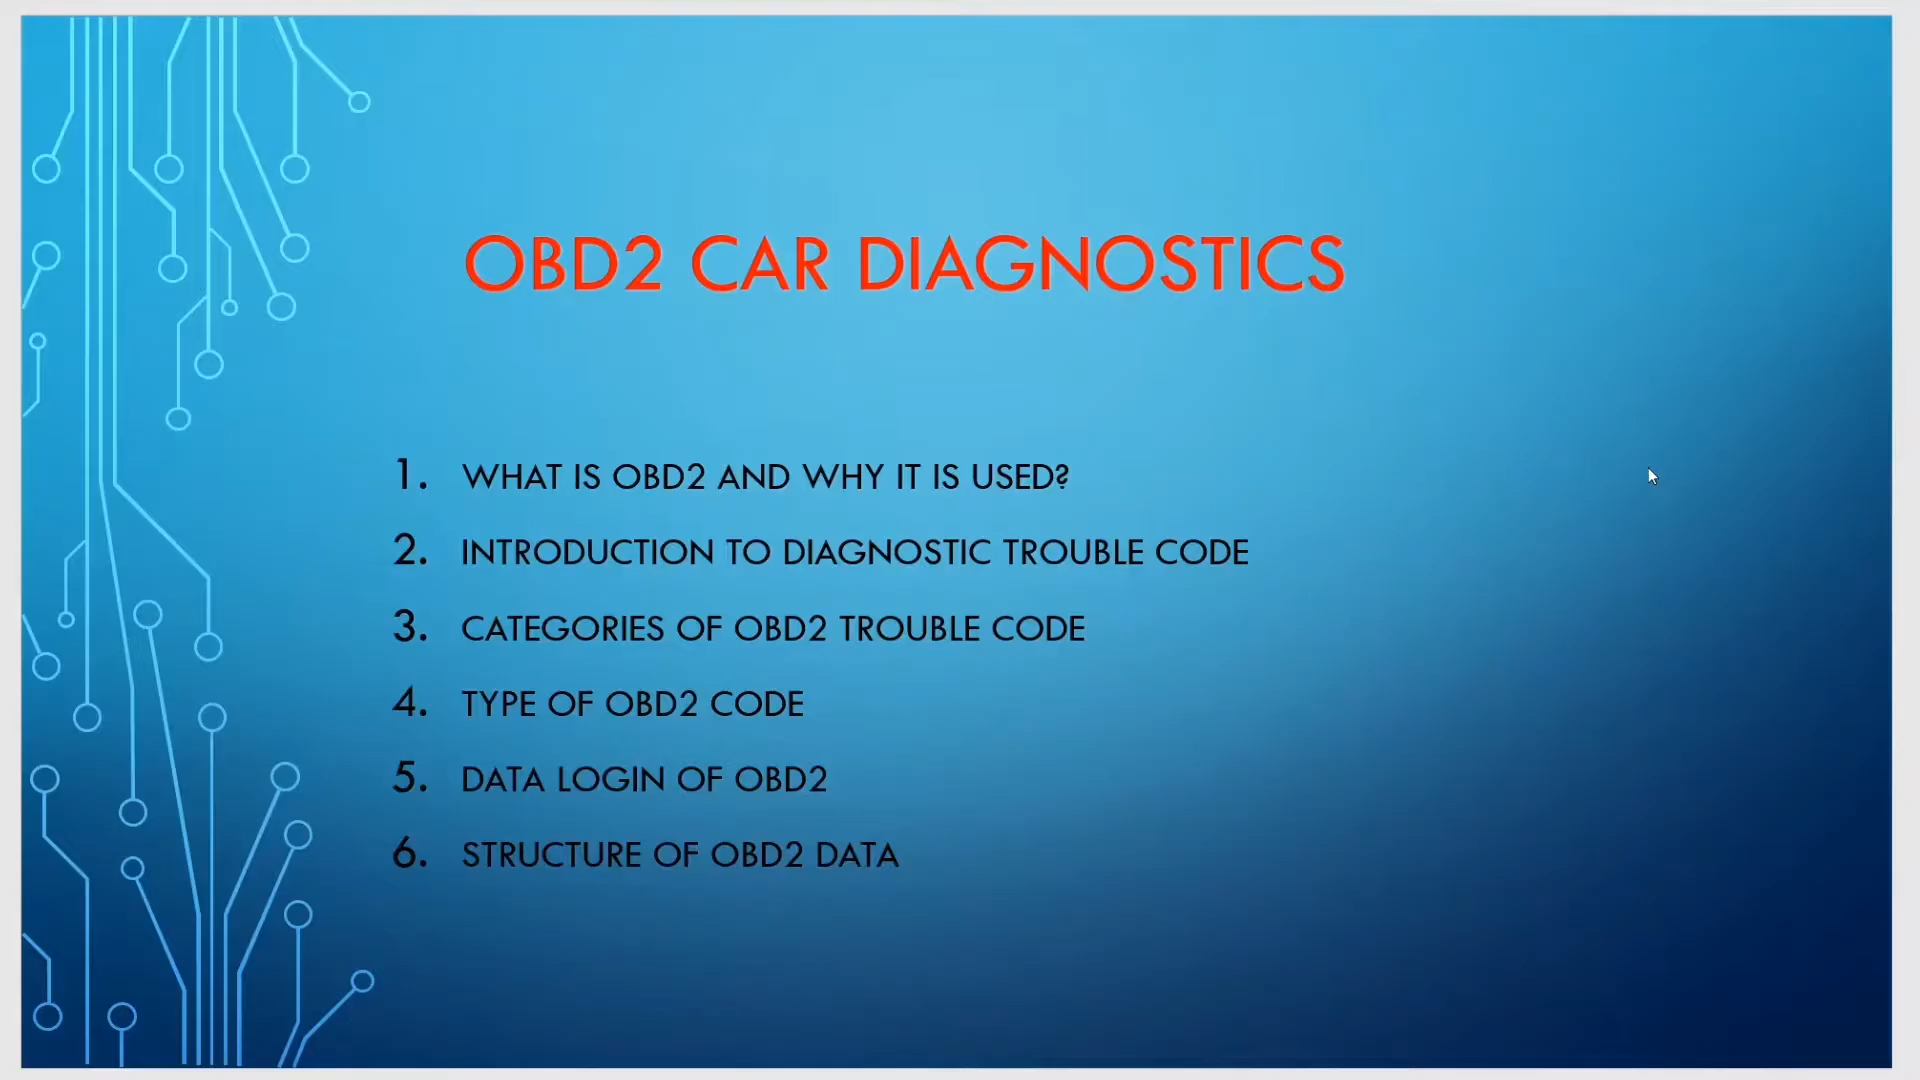 OBD2 CAR DIAGNOSTICS
1. WHAT IS OBD2 AND WHY IT IS USED?
2. INTRODUCTION TO DIAGNOSTIC TROUBLE CODE
3. CATEGORIES OF OBD2 TROUBLE CODE
4. TYPE OF OBD2 CODE
5. DATA LOGIN OF OBD2
6. STRUCTURE OF OBD2 DATA